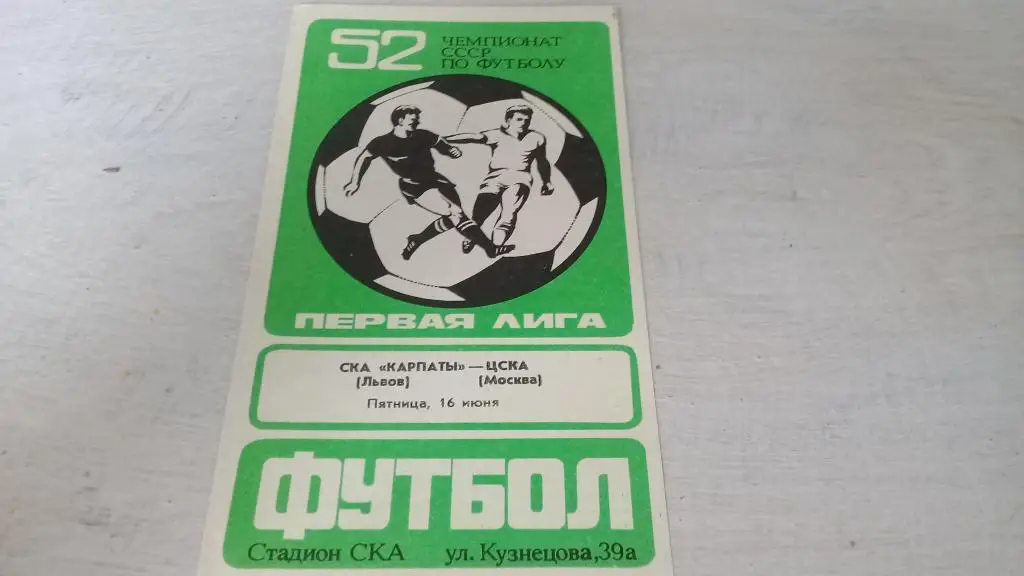 52 ЧЕМПИОНАТ
СССР
ПО ФУТБОЛУ
ПЕРВАЯ ЛИГА
СКА «КАРПАТЫ» — ЦСКА
(Львов) (Москва)
Пятница, 16 июня
ФУТБОЛ
Стадион СКА ул. Кузнецова, 39а